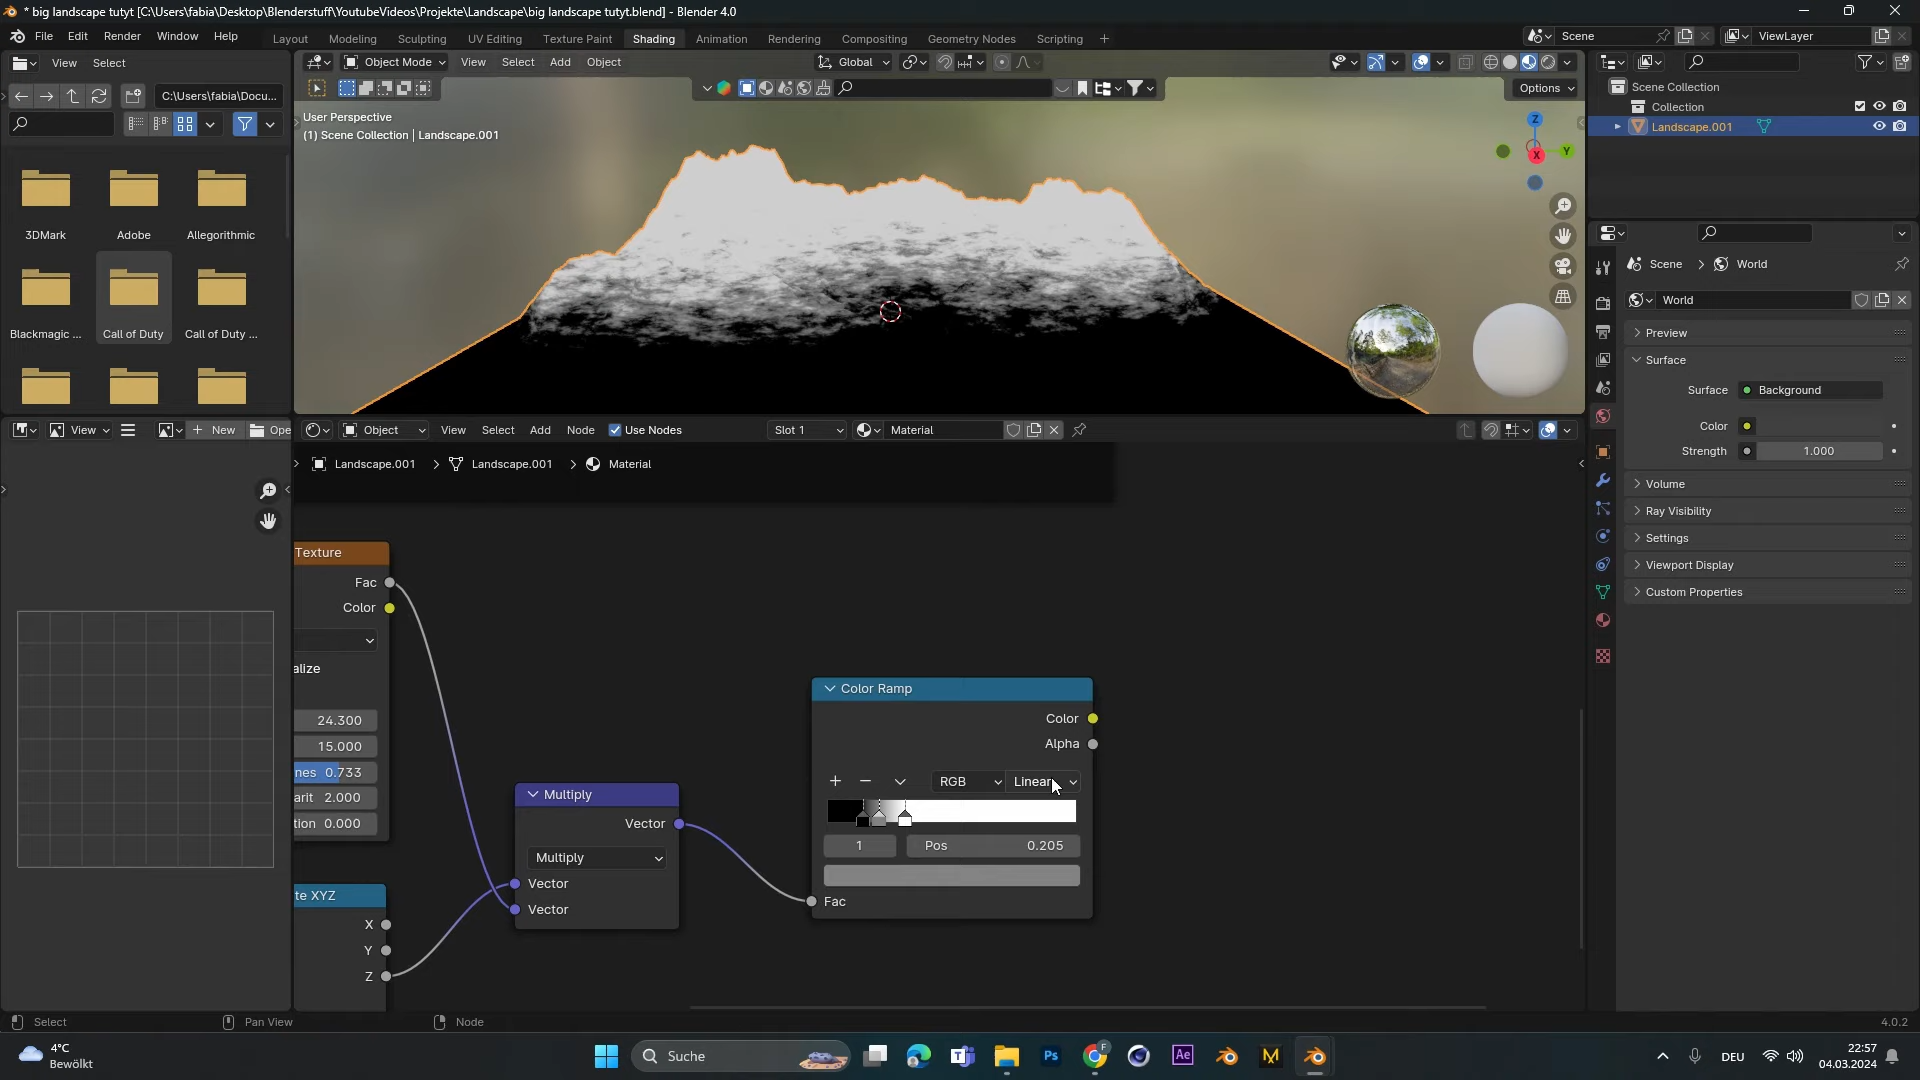 * big landscape tutyt [C:\Users\fabia\Desktop\Blenderstuff\YoutubeVideos\Projekte\Landscape\big landscape tutyt.blend] - Blender 4.0
File Edit Render Window Help
Layout Modeling Sculpting UV Editing Texture Paint Shading Animation Rendering Compositing Geometry Nodes Scripting +
Scene
ViewLayer
View Select
Object Mode View Select Add Object
Global
C:\Users\fabia\Docu...
Options
User Perspective
(1) Scene Collection | Landscape.001
Z
X
Y
3DMark Adobe Allegorithmic
Blackmagic ... Call of Duty Call of Duty ...
Scene Collection
Collection
Landscape.001
Scene > World
World
Preview
Surface
Surface Background
Color
Strength 1.000
Volume
Ray Visibility
Settings
Viewport Display
Custom Properties
View
New
Ope
Object View Select Add Node Use Nodes
Slot 1
Material
Landscape.001 > Landscape.001 > Material
Texture
Fac
Color
alize
24.300
15.000
nes 0.733
arit 2.000
tion 0.000
te XYZ
X
Y
Z
Multiply
Vector
Multiply
Vector
Vector
Color Ramp
Color
Alpha
RGB Linear
1 Pos 0.205
Fac
Select Pan View Node
4.0.2
4°C
Bewölkt
Suche
Ps
F
Ae
M
DEU
22:57
04.03.2024